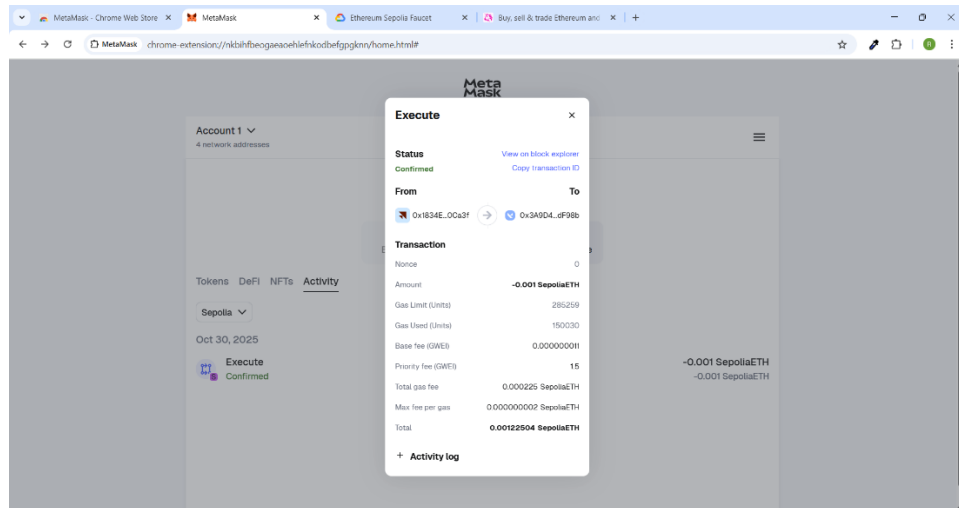 MetaMask - Chrome Web Store
MetaMask
Ethereum Sepolia Faucet
Buy, sell & trade Ethereum and
MetaMask
chrome-extension://nkbihfbeogaeaoehlefnkodbefgpgknn/home.html#
R
Meta
Mask
Account 1
4 network addresses
Execute
Status
View on block explorer
Confirmed
Copy transaction ID
From
To
0x1834E...0Ca3f
0x3A9D4...dF98b
Transaction
Nonce
0
Amount
-0.001 SepoliaETH
Gas Limit (Units)
285259
Gas Used (Units)
150030
Base fee (GWEI)
0.000000011
Priority fee (GWEI)
1.5
Total gas fee
0.000225 SepoliaETH
Max fee per gas
0.000000002 SepoliaETH
Total
0.00122504 SepoliaETH
+ Activity log
Tokens DeFi NFTs Activity
Sepolia
Oct 30, 2025
Execute
-0.001 SepoliaETH
Confirmed
-0.001 SepoliaETH